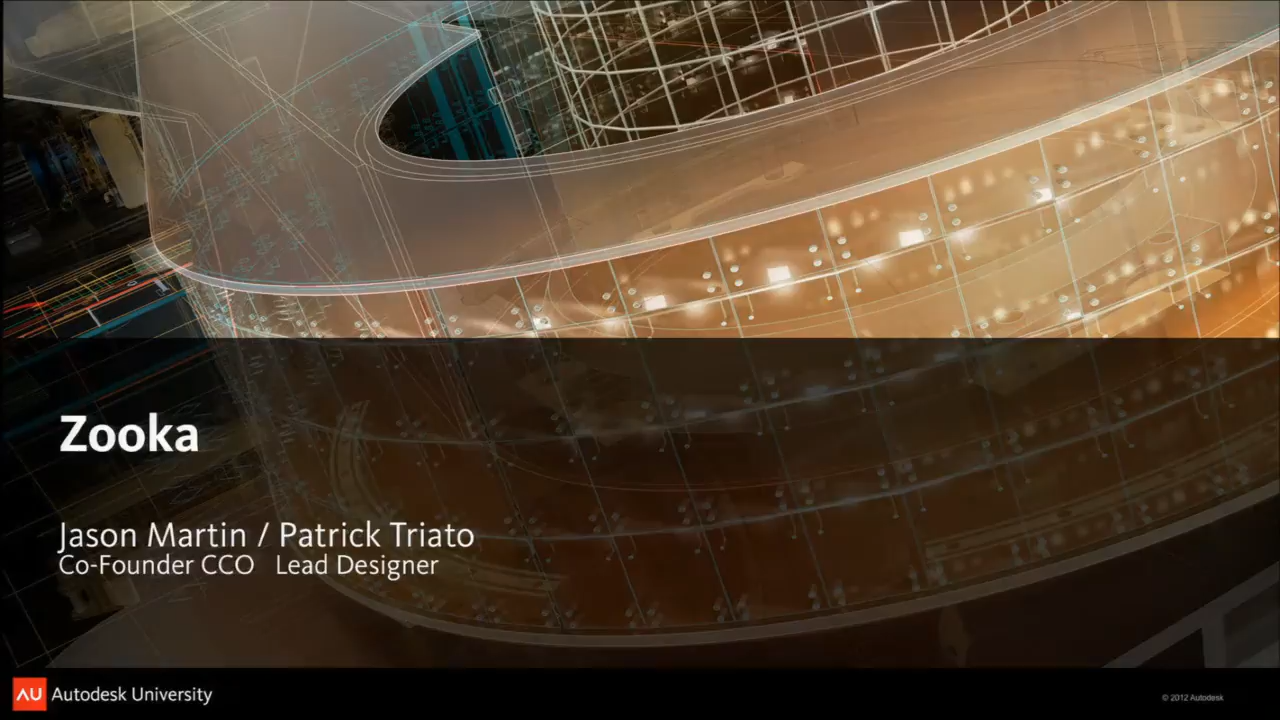 Zooka
Jason Martin / Patrick Triato
Co-Founder CCO Lead Designer
AU Autodesk University
© 2012 Autodesk